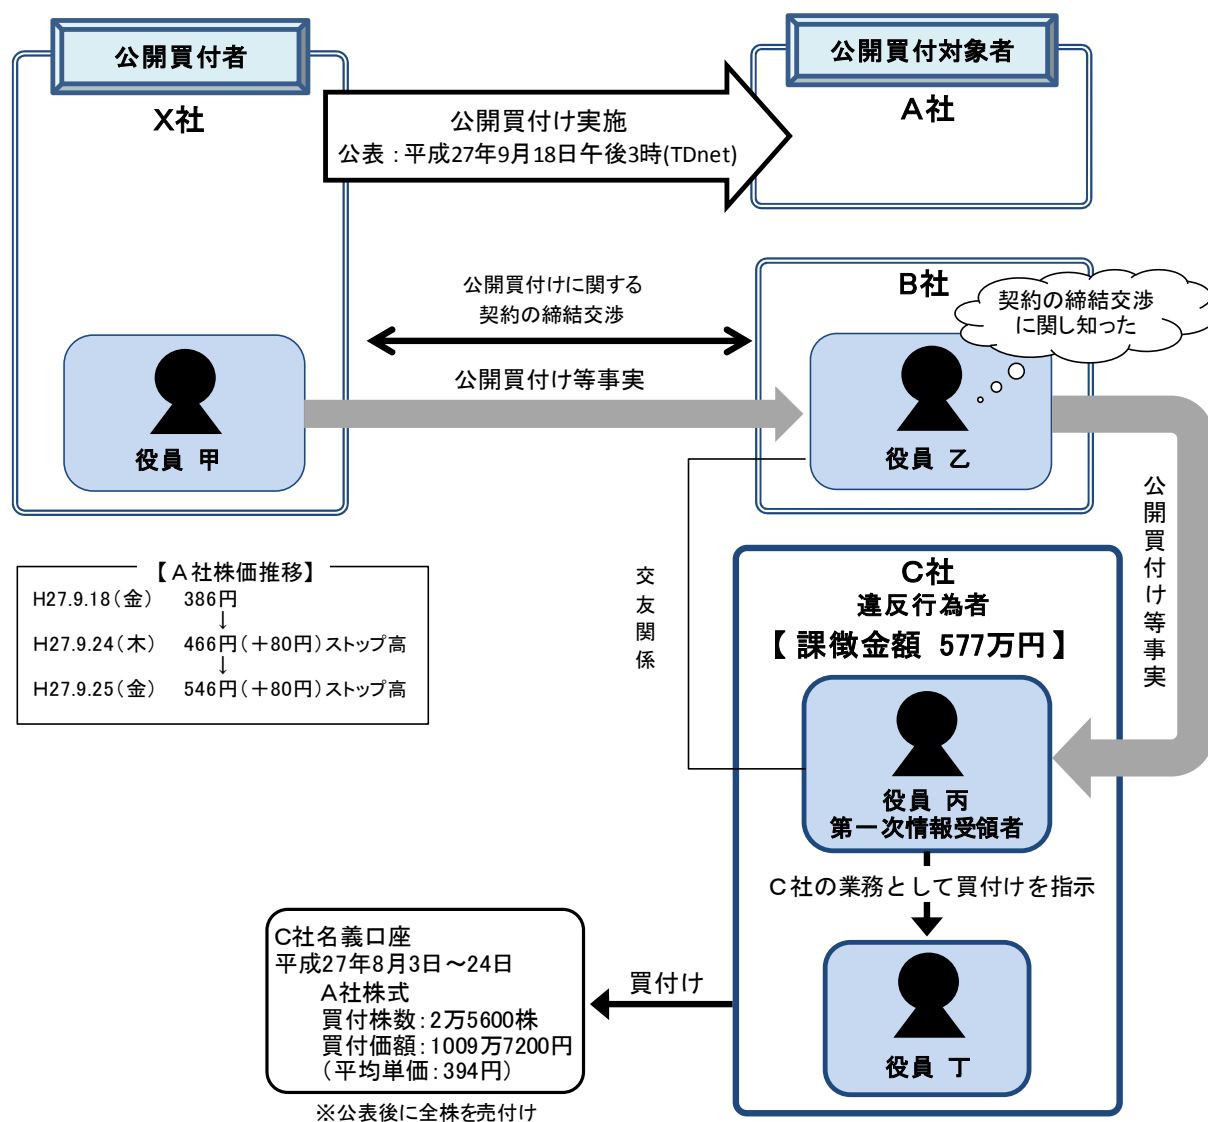 公開買付者
X社
公開買付対象者
A社
公開買付け実施
公表：平成27年9月18日午後3時(TDnet)
公開買付けに関する
契約の締結交渉
B社
契約の締結交渉
に関し知った
役員 甲
公開買付け等事実
役員 乙
公開買付け等事実
交友関係
【A社株価推移】
H27.9.18(金) 386円
↓
H27.9.24(木) 466円(＋80円)ストップ高
↓
H27.9.25(金) 546円(＋80円)ストップ高
C社
違反行為者
【 課徴金額 577万円 】
役員 丙
第一次情報受領者
C社の業務として買付けを指示
役員 丁
買付け
C社名義口座
平成27年8月3日～24日
A社株式
買付株数：2万5600株
買付価額：1009万7200円
(平均単価：394円)
※公表後に全株を売付け